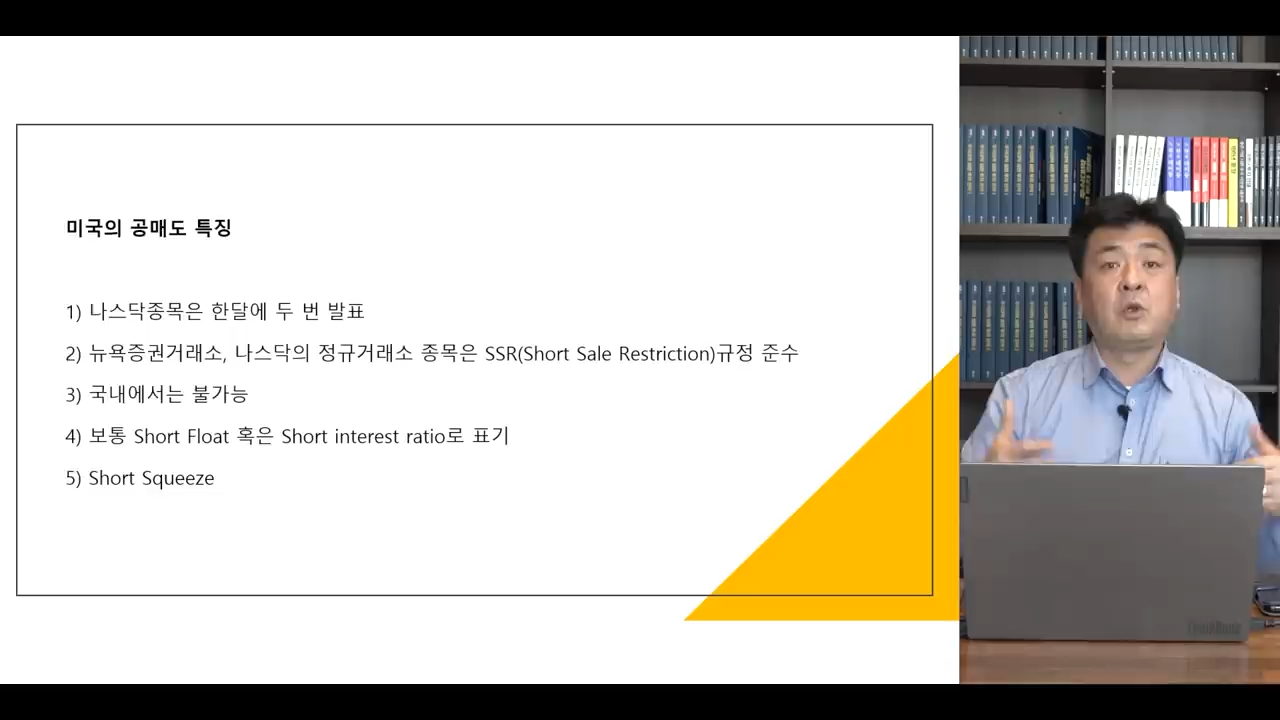 미국의 공매도 특징
1) 나스닥종목은 한달에 두 번 발표
2) 뉴욕증권거래소, 나스닥의 정규거래소 종목은 SSR(Short Sale Restriction)규정 준수
3) 국내에서는 불가능
4) 보통 Short Float 혹은 Short interest ratio로 표기
5) Short Squeeze
ThinkBook